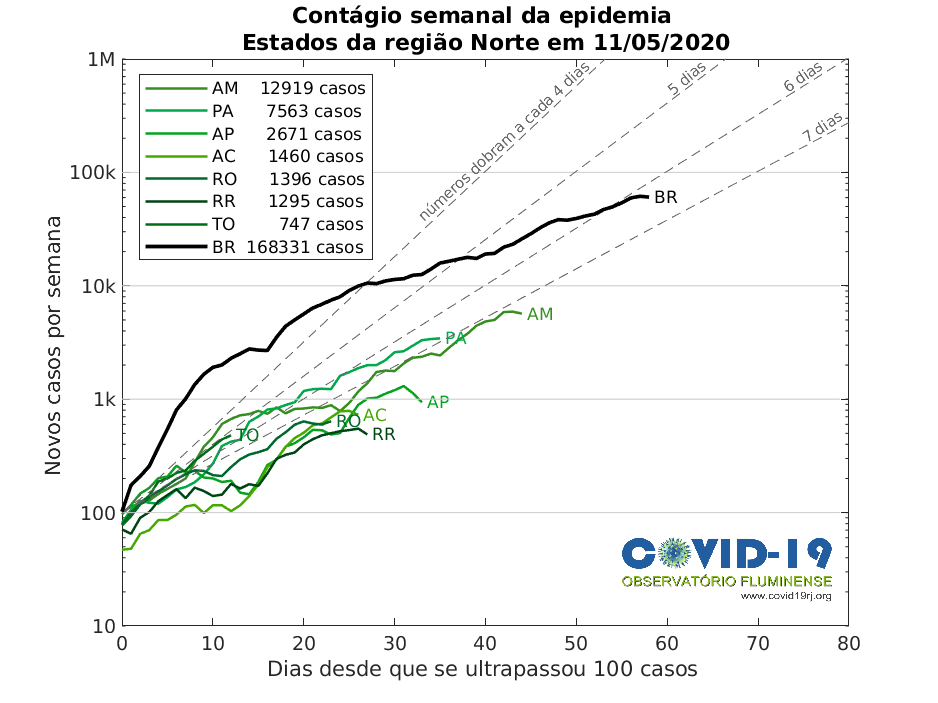 Contágio semanal da epidemia
Estados da região Norte em 11/05/2020
1M
100k
10k
1k
100
10
Novos casos por semana
AM 12919 casos
PA 7563 casos
AP 2671 casos
AC 1460 casos
RO 1396 casos
RR 1295 casos
TO 747 casos
BR 168331 casos
números dobram a cada 4 dias
5 dias
6 dias
7 dias
BR
AM
PA
AP
AC
RO
RR
TO
COVID-19
OBSERVATÓRIO FLUMINENSE
www.covid19rj.org
0 10 20 30 40 50 60 70 80
Dias desde que se ultrapassou 100 casos